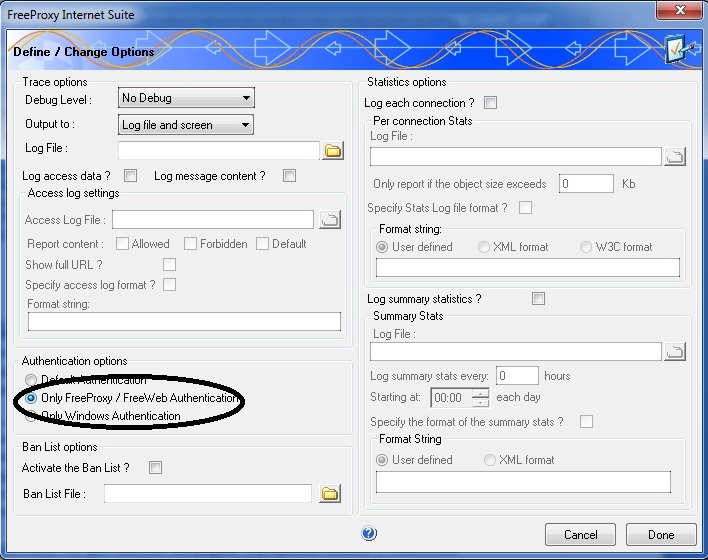 FreeProxy Internet Suite
Define / Change Options
Trace options
Debug Level :
No Debug
Output to :
Log file and screen
Log File :
Log access data ?
Log message content ?
Access log settings
Access Log File :
Report content :
Allowed
Forbidden
Default
Show full URL ?
Specify access log format ?
Format string:
Authentication options
Default Authentication
Only FreeProxy / FreeWeb Authentication
Only Windows Authentication
Ban List options
Activate the Ban List ?
Ban List File :
Statistics options
Log each connection ?
Per connection Stats
Log File :
Only report if the object size exceeds
0
Kb
Specify Stats Log file format ?
Format string:
User defined
XML format
W3C format
Log summary statistics ?
Summary Stats
Log File :
Log summary stats every:
0
hours
Starting at:
00:00
each day
Specify the format of the summary stats ?
Format String
User defined
XML format
?
Cancel
Done